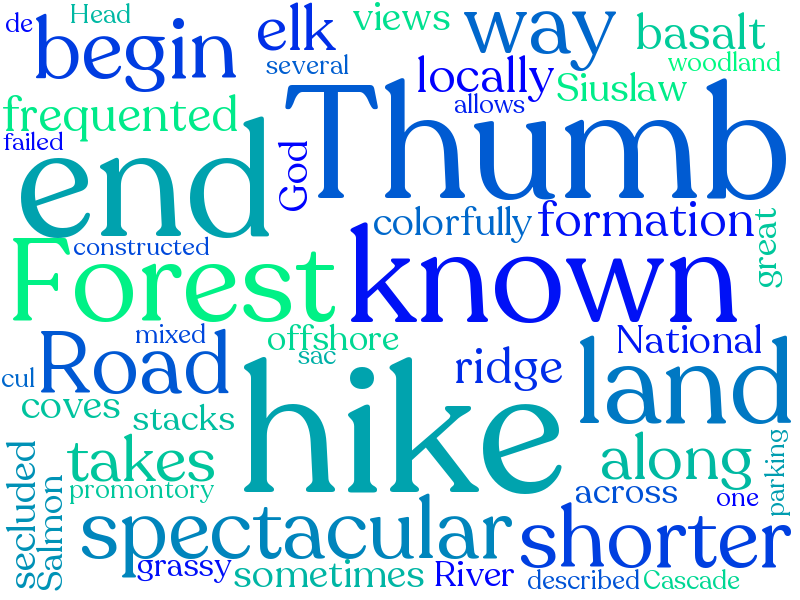 de
Head
begin
elk
views
way
basalt
several
woodland
locally
Siuslaw
allows
frequented
failed
Thumb
end
God
colorfully
formation
great
constructed
Forest
known
mixed
offshore
sac
National
Road
ridge
land
cul
coves
stacks
hike
takes
along
parking
secluded
Salmon
promontory
across
one
spectacular
shorter
grassy
sometimes
River
described
Cascade